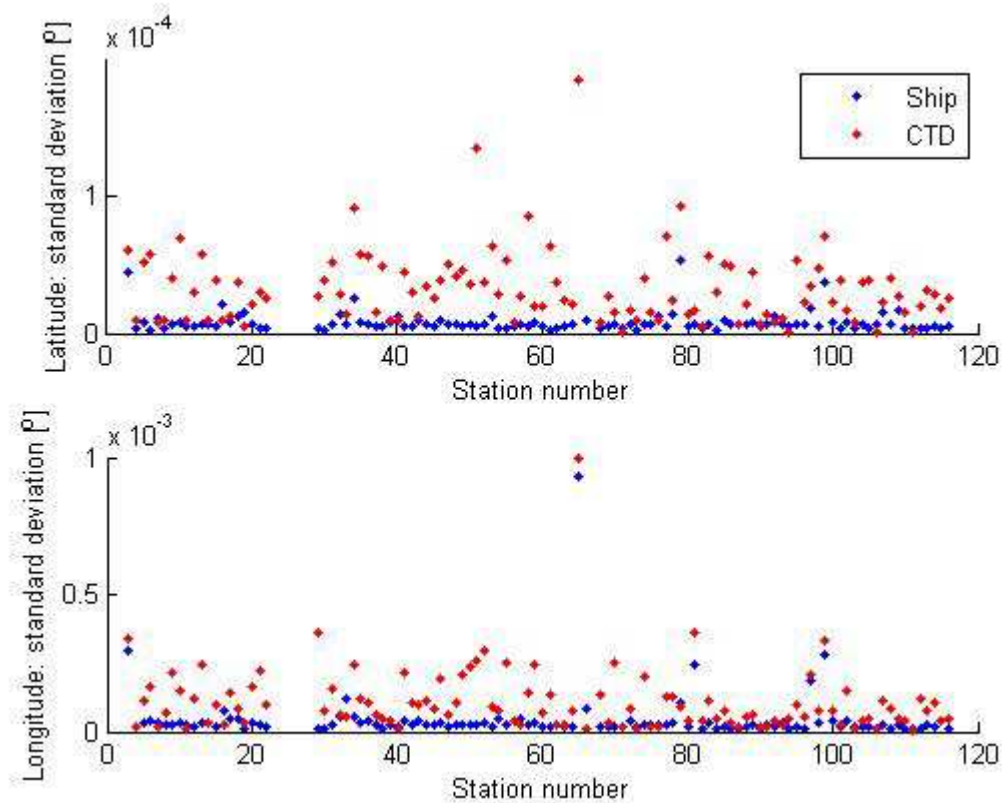 x 10-4
Latitude: standard deviation [º]
1
0
0 20 40 60 80 100 120
Station number
Ship
CTD
x 10-3
Longitude: standard deviation [º]
1
0.5
0
0 20 40 60 80 100 120
Station number